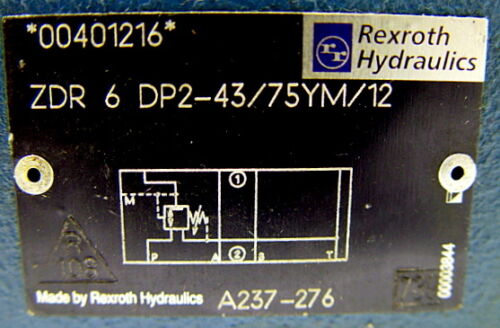 *00401216*
Rexroth
Hydraulics
ZDR 6 DP2-43/75YM/12
1
M
P A 2 B T
Made by Rexroth Hydraulics
A237-276